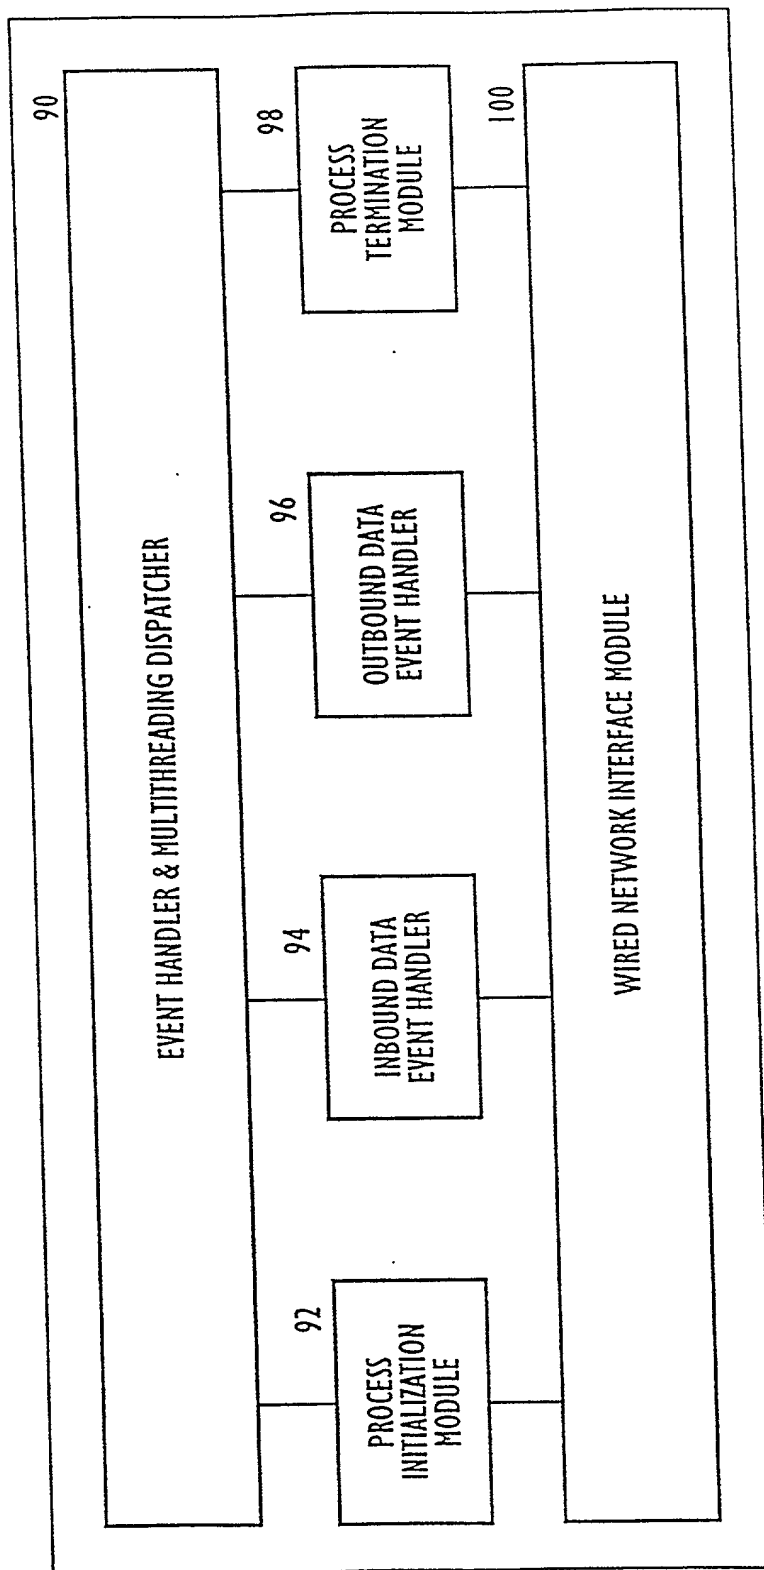 90
EVENT HANDLER & MULTITHREADING DISPATCHER
92
PROCESS
INITIALIZATION
MODULE
94
INBOUND DATA
EVENT HANDLER
96
OUTBOUND DATA
EVENT HANDLER
98
PROCESS
TERMINATION
MODULE
100
WIRED NETWORK INTERFACE MODULE